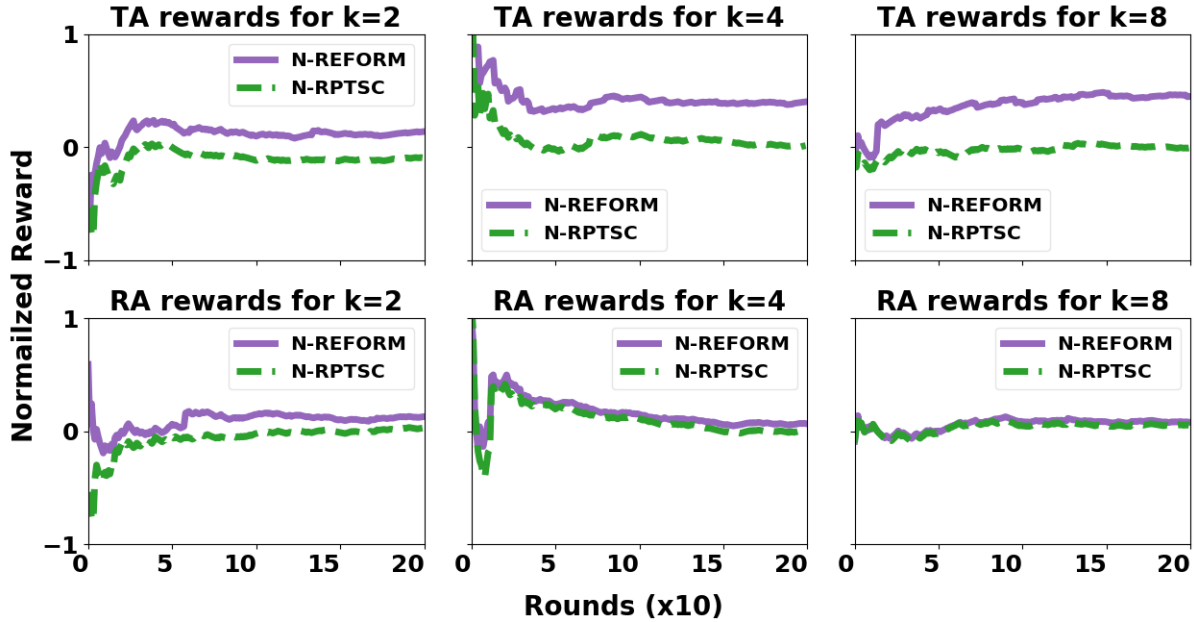 TA rewards for k=2
TA rewards for k=4
TA rewards for k=8
1
0
−1
N-REFORM
N-RPTSC
N-REFORM
N-RPTSC
N-REFORM
N-RPTSC
Normailzed Reward
RA rewards for k=2
RA rewards for k=4
RA rewards for k=8
1
0
−1
N-REFORM
N-RPTSC
N-REFORM
N-RPTSC
N-REFORM
N-RPTSC
0 5 10 15 20
0 5 10 15 20
0 5 10 15 20
Rounds (x10)